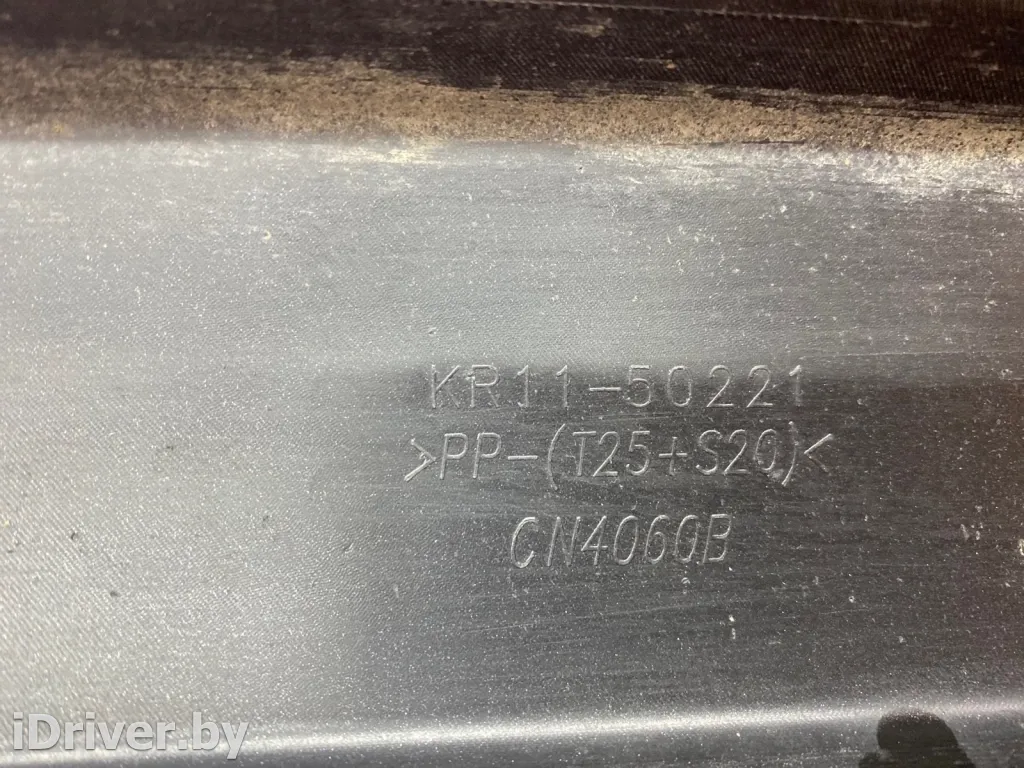 KR11-50221
>PP-(T25+S20)<
CN4060B
iDriver.by